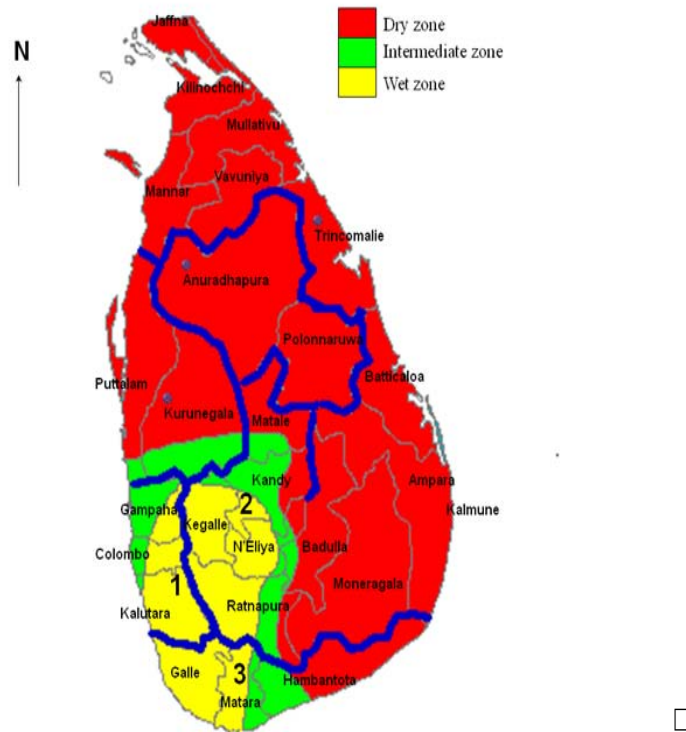 Jaffna
Dry zone
Intermediate zone
Wet zone
N
Kilinochchi
Mullativu
Vavuniya
Mannar
Trincomalie
Anuradhapura
Polonnaruwa
Batticaloa
Puttalam
Kurunegala
Matale
Kandy
Ampara
Kalmune
Gampaha
2
Kegalle
N'Eliya
Badulla
Colombo
1
Moneragala
Kalutara
Ratnapura
Galle
3
Hambantota
Matara